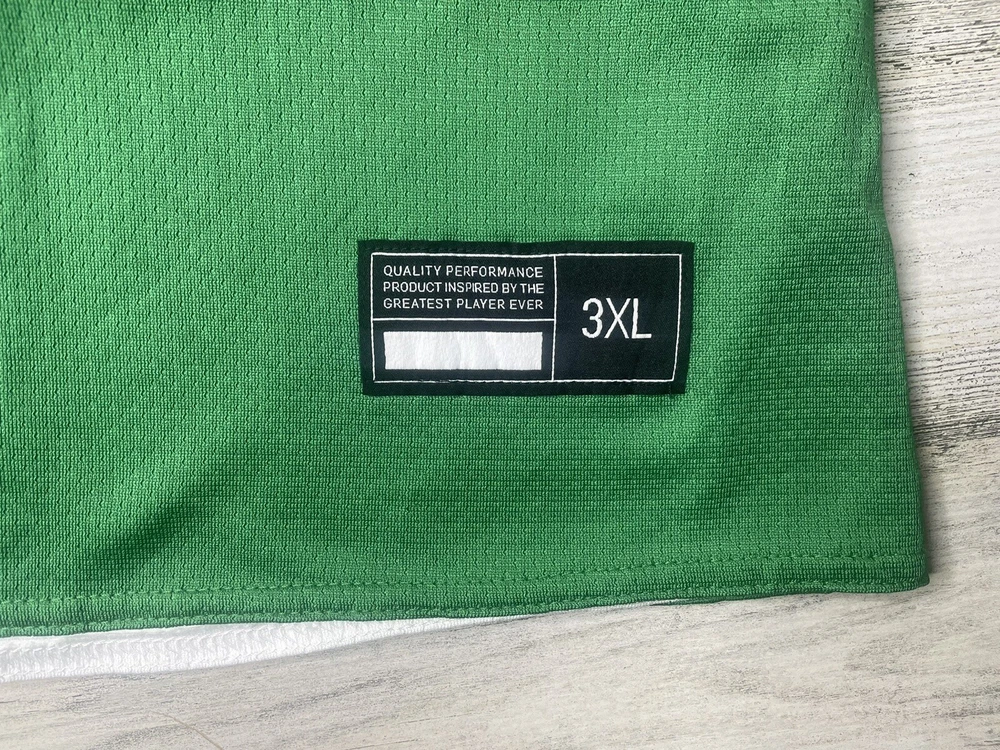 QUALITY PERFORMANCE
PRODUCT INSPIRED BY THE
GREATEST PLAYER EVER
3XL